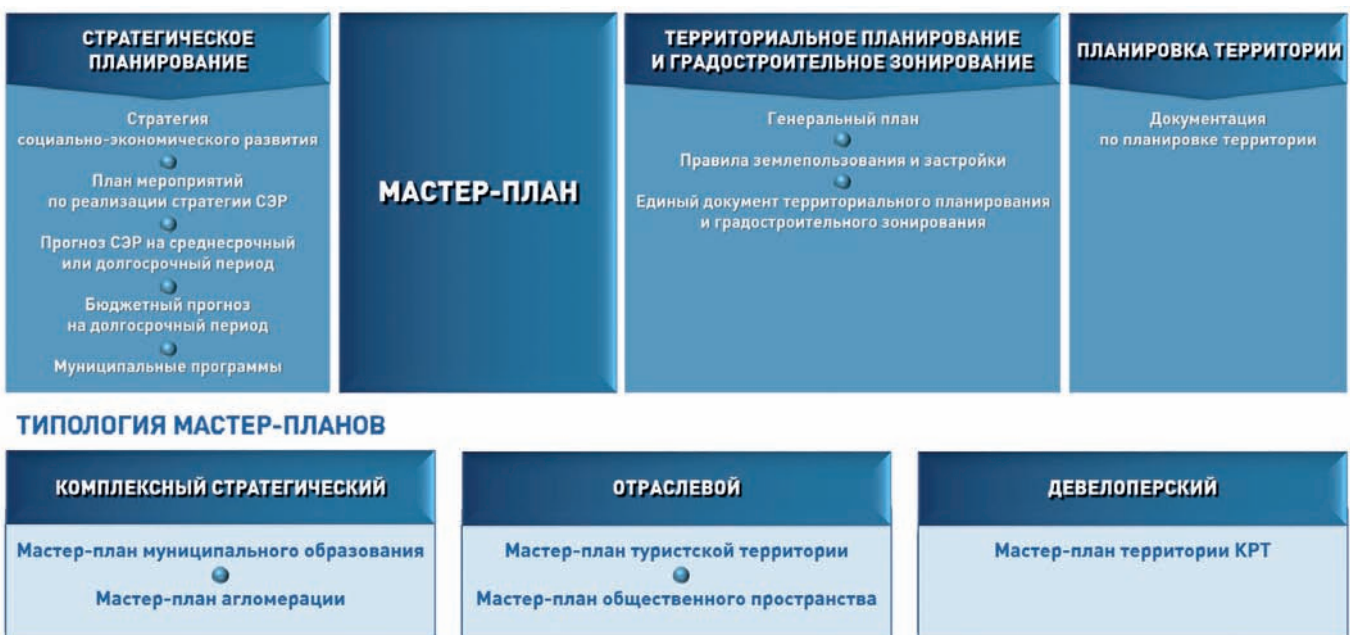 СТРАТЕГИЧЕСКОЕ
ПЛАНИРОВАНИЕ
Стратегия
социально-экономического развития
План мероприятий
по реализации стратегии СЭР
Прогноз СЭР на среднесрочный
или долгосрочный период
Бюджетный прогноз
на долгосрочный период
Муниципальные программы
МАСТЕР-ПЛАН
ТЕРРИТОРИАЛЬНОЕ ПЛАНИРОВАНИЕ
И ГРАДОСТРОИТЕЛЬНОЕ ЗОНИРОВАНИЕ
Генеральный план
Правила землепользования и застройки
Единый документ территориального планирования
и градостроительного зонирования
ПЛАНИРОВКА ТЕРРИТОРИИ
Документация
по планировке территории
ТИПОЛОГИЯ МАСТЕР-ПЛАНОВ
КОМПЛЕКСНЫЙ СТРАТЕГИЧЕСКИЙ
Мастер-план муниципального образования
Мастер-план агломерации
ОТРАСЛЕВОЙ
Мастер-план туристской территории
Мастер-план общественного пространства
ДЕВЕЛОПЕРСКИЙ
Мастер-план территории КРТ